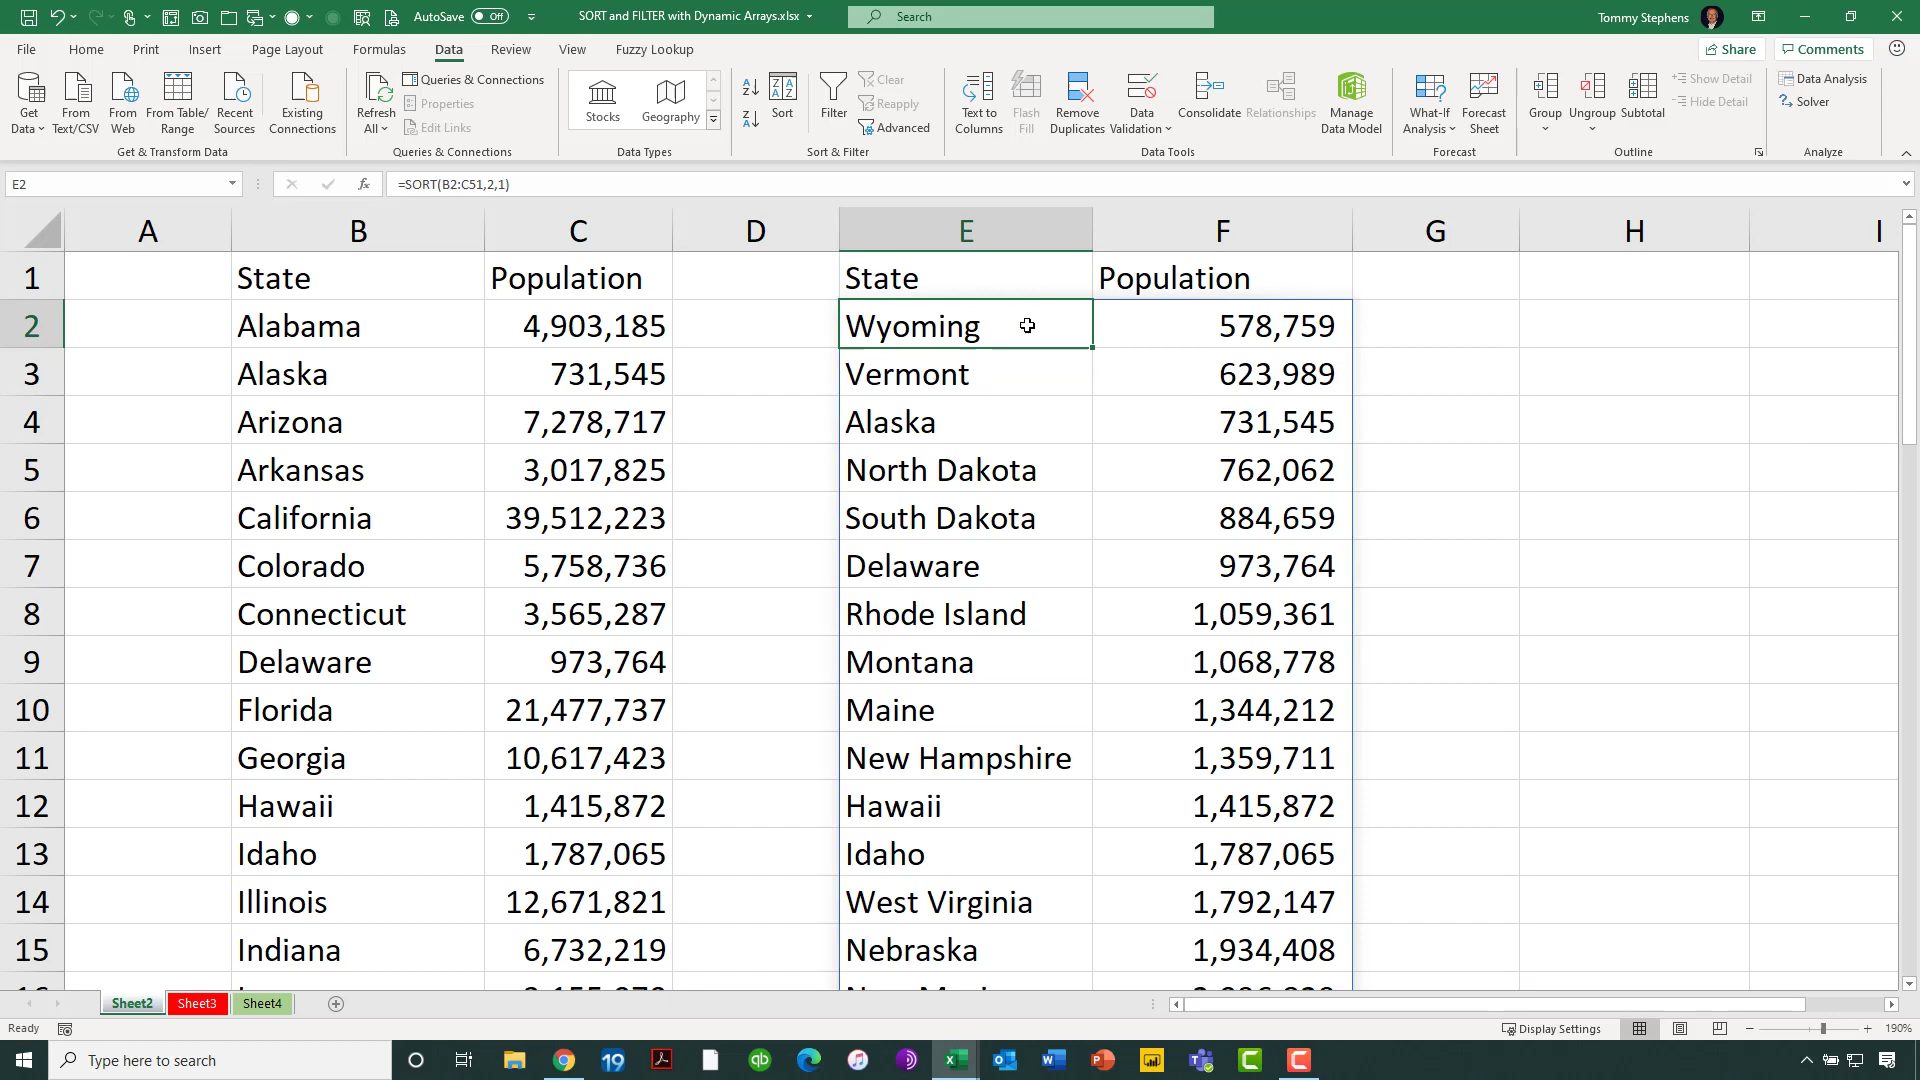 AutoSave Off SORT and FILTER with Dynamic Arrays.xlsx Search Tommy Stephens
File Home Print Insert Page Layout Formulas Data Review View Fuzzy Lookup Share Comments
Get Data From Text/CSV From Web From Table/ Range Recent Sources Existing Connections
Get & Transform Data
Refresh All Queries & Connections Properties Edit Links
Queries & Connections
Stocks Geography
Data Types
Sort Filter Clear Reapply Advanced
Sort & Filter
Text to Columns Flash Fill Remove Duplicates Data Validation Consolidate Relationships Manage Data Model
Data Tools
What-If Analysis Forecast Sheet
Forecast
Group Ungroup Subtotal Show Detail Hide Detail
Outline
Data Analysis Solver
Analyze
E2 fx =SORT(B2:C51,2,1)
A B C D E F G H I
1 State Population State Population
2 Alabama 4,903,185 Wyoming 578,759
3 Alaska 731,545 Vermont 623,989
4 Arizona 7,278,717 Alaska 731,545
5 Arkansas 3,017,825 North Dakota 762,062
6 California 39,512,223 South Dakota 884,659
7 Colorado 5,758,736 Delaware 973,764
8 Connecticut 3,565,287 Rhode Island 1,059,361
9 Delaware 973,764 Montana 1,068,778
10 Florida 21,477,737 Maine 1,344,212
11 Georgia 10,617,423 New Hampshire 1,359,711
12 Hawaii 1,415,872 Hawaii 1,415,872
13 Idaho 1,787,065 Idaho 1,787,065
14 Illinois 12,671,821 West Virginia 1,792,147
15 Indiana 6,732,219 Nebraska 1,934,408
Sheet2 Sheet3 Sheet4
Ready Display Settings 190%
Type here to search 19